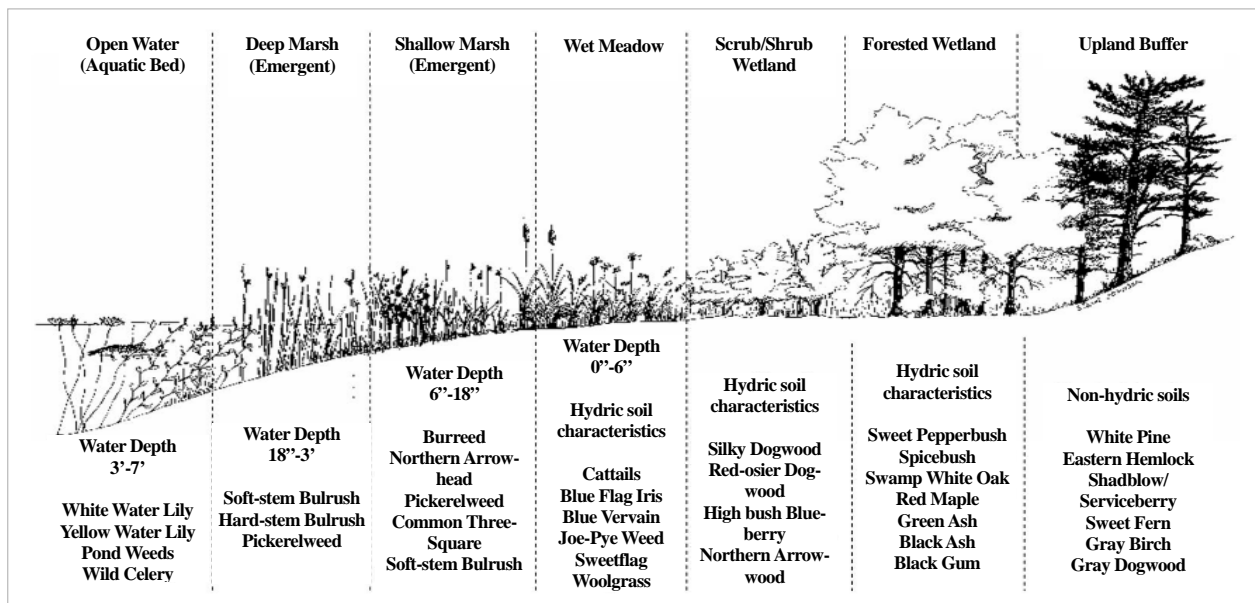 Open Water
(Aquatic Bed)
Deep Marsh
(Emergent)
Shallow Marsh
(Emergent)
Wet Meadow
Scrub/Shrub
Wetland
Forested Wetland
Upland Buffer
Water Depth
3’-7’
White Water Lily
Yellow Water Lily
Pond Weeds
Wild Celery
Water Depth
18”-3’
Soft-stem Bulrush
Hard-stem Bulrush
Pickerelweed
Water Depth
6”-18”
Burreed
Northern Arrow-
head
Pickerelweed
Common Three-
Square
Soft-stem Bulrush
Water Depth
0”-6”
Hydric soil
characteristics
Cattails
Blue Flag Iris
Blue Vervain
Joe-Pye Weed
Sweetflag
Woolgrass
Hydric soil
characteristics
Silky Dogwood
Red-osier Dog-
wood
High bush Blue-
berry
Northern Arrow-
wood
Hydric soil
characteristics
Sweet Pepperbush
Spicebush
Swamp White Oak
Red Maple
Green Ash
Black Ash
Black Gum
Non-hydric soils
White Pine
Eastern Hemlock
Shadblow/
Serviceberry
Sweet Fern
Gray Birch
Gray Dogwood